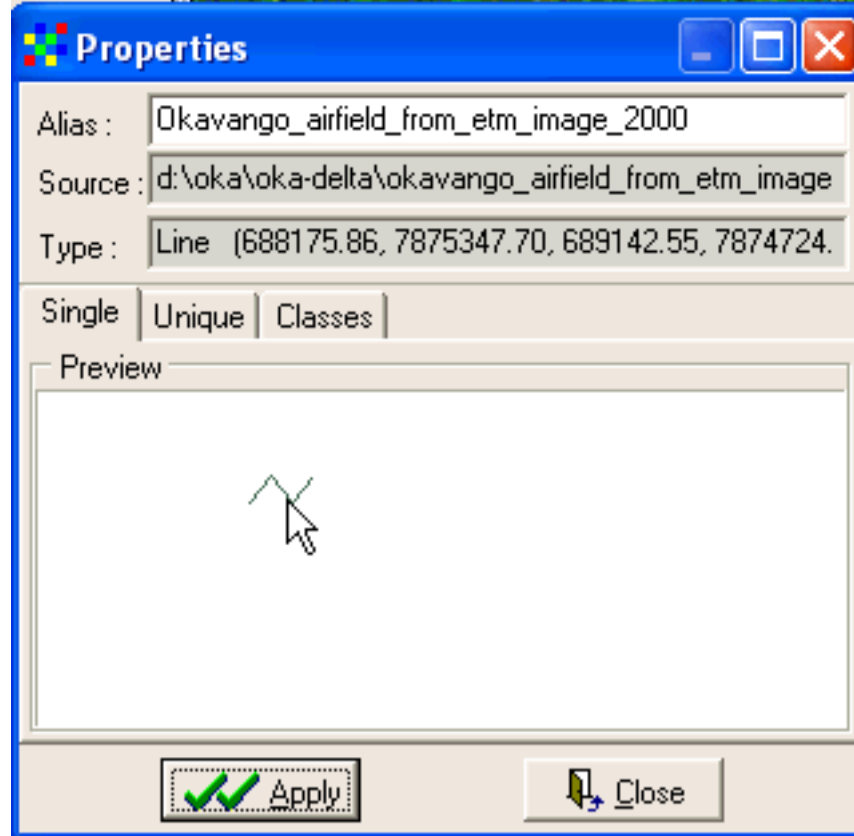 Properties
Alias : Okavango_airfield_from_etm_image_2000
Source : d:\oka\oka-delta\okavango_airfield_from_etm_image
Type : Line (688175.86, 7875347.70, 689142.55, 7874724.
Single Unique Classes
Preview
Apply Close